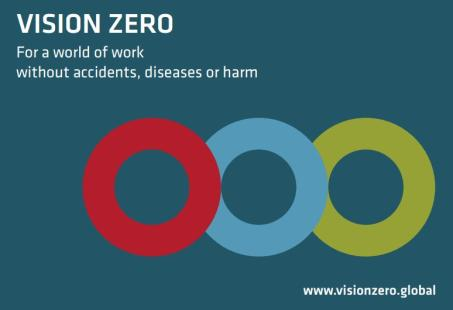 VISION ZERO
For a world of work
without accidents, diseases or harm
www.visionzero.global